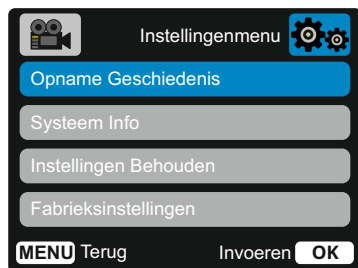 Instellingenmenu
Opname Geschiedenis
Systeem Info
Instellingen Behouden
Fabrieksinstellingen
MENU Terug Invoeren OK